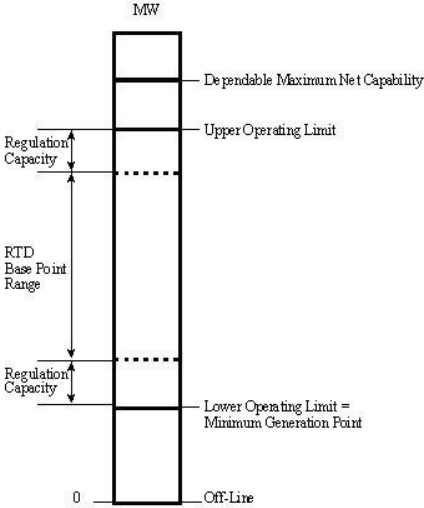 MW
Dependable Maximum Net Capability
Upper Operating Limit
Regulation
Capacity
RTD
Base Point
Range
Regulation
Capacity
Lower Operating Limit =
Minimum Generation Point
0
Off-Line